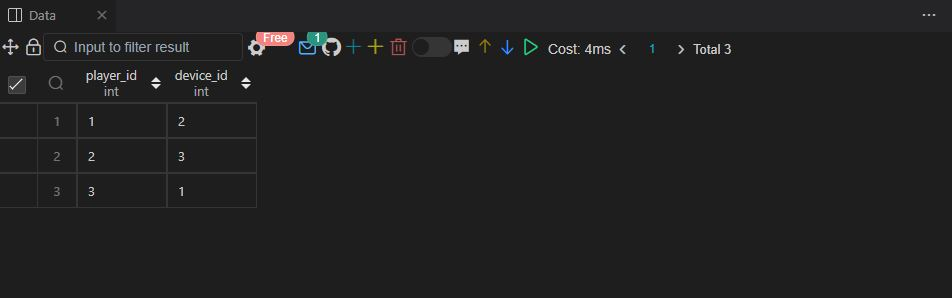 Data
Input to filter result
Free
1
Cost: 4ms
1
Total 3
player_id
int
device_id
int
1 1 2
2 2 3
3 3 1